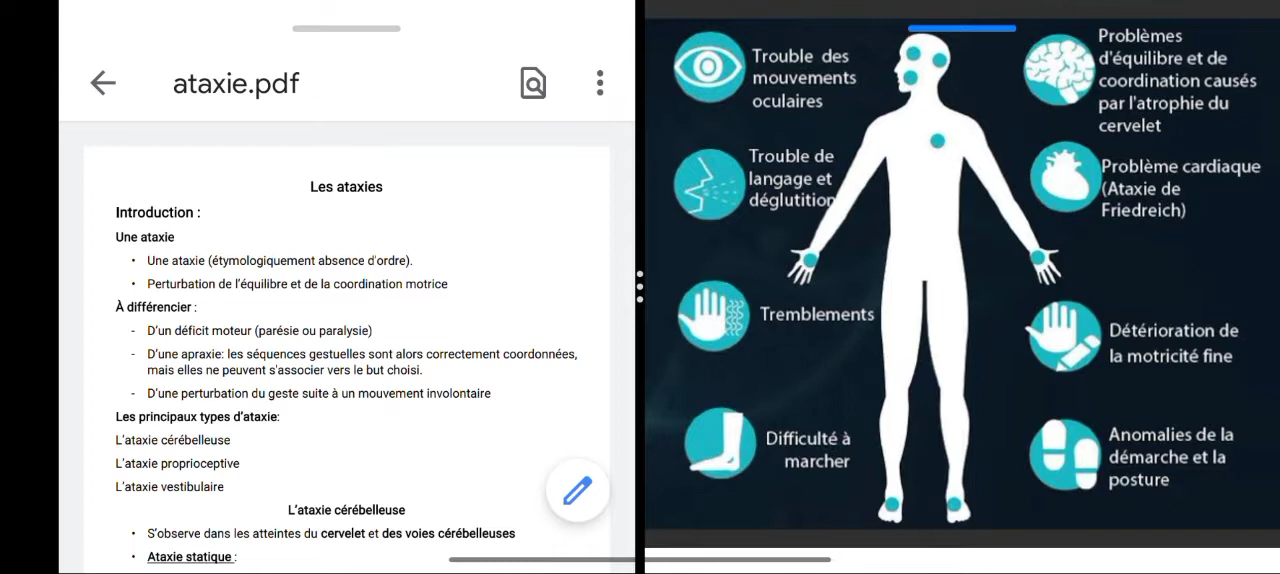 ataxie.pdf
Les ataxies
Introduction :
Une ataxie
• Une ataxie (étymologiquement absence d'ordre).
• Perturbation de l'équilibre et de la coordination motrice
À différencier :
- D'un déficit moteur (parésie ou paralysie)
- D'une apraxie: les séquences gestuelles sont alors correctement coordonnées,
mais elles ne peuvent s'associer vers le but choisi.
- D'une perturbation du geste suite à un mouvement involontaire
Les principaux types d'ataxie:
L'ataxie cérébelleuse
L'ataxie proprioceptive
L'ataxie vestibulaire
L'ataxie cérébelleuse
• S'observe dans les atteintes du cervelet et des voies cérébelleuses
• Ataxie statique :
Trouble des
mouvements
oculaires
Trouble de
langage et
déglutition
Tremblements
Difficulté à
marcher
Problèmes
d'équilibre et de
coordination causés
par l'atrophie du
cervelet
Problème cardiaque
(Ataxie de
Friedreich)
Détérioration de
la motricité fine
Anomalies de la
démarche et la
posture